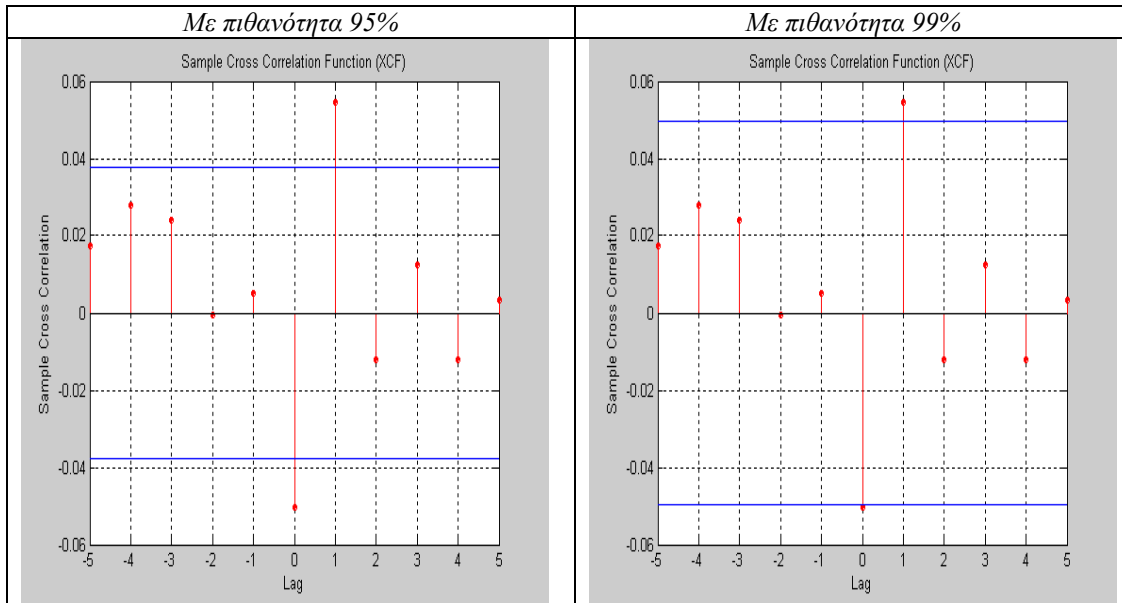 Με πιθανότητα 95%
Με πιθανότητα 99%
Sample Cross Correlation Function (XCF)
Sample Cross Correlation
0.06
0.04
0.02
0
-0.02
-0.04
-0.06
-5 -4 -3 -2 -1 0 1 2 3 4 5
Lag
Sample Cross Correlation Function (XCF)
Sample Cross Correlation
0.06
0.04
0.02
0
-0.02
-0.04
-0.06
-5 -4 -3 -2 -1 0 1 2 3 4 5
Lag